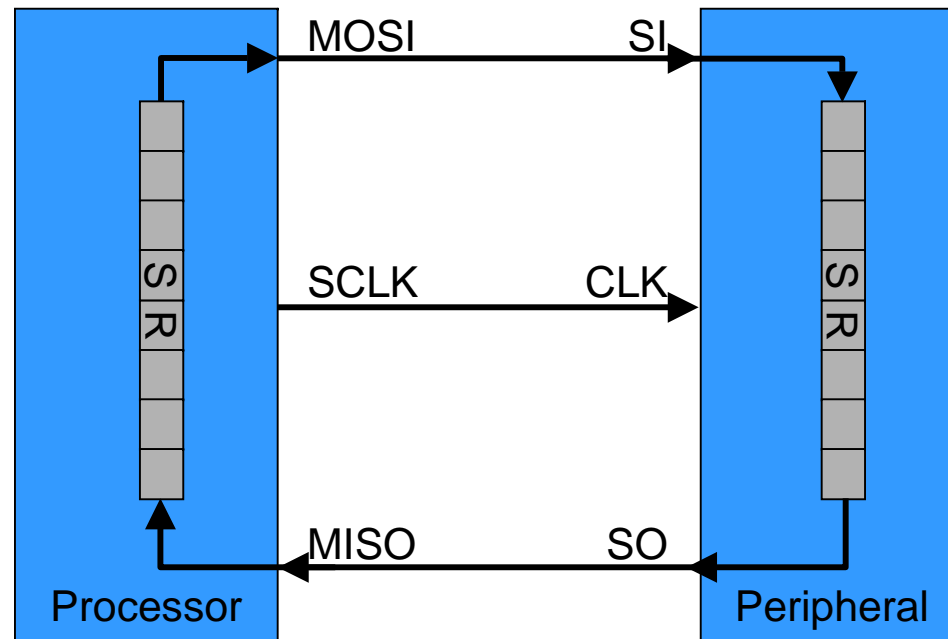 MOSI SI
S R
S R
SCLK CLK
MISO SO
Processor Peripheral